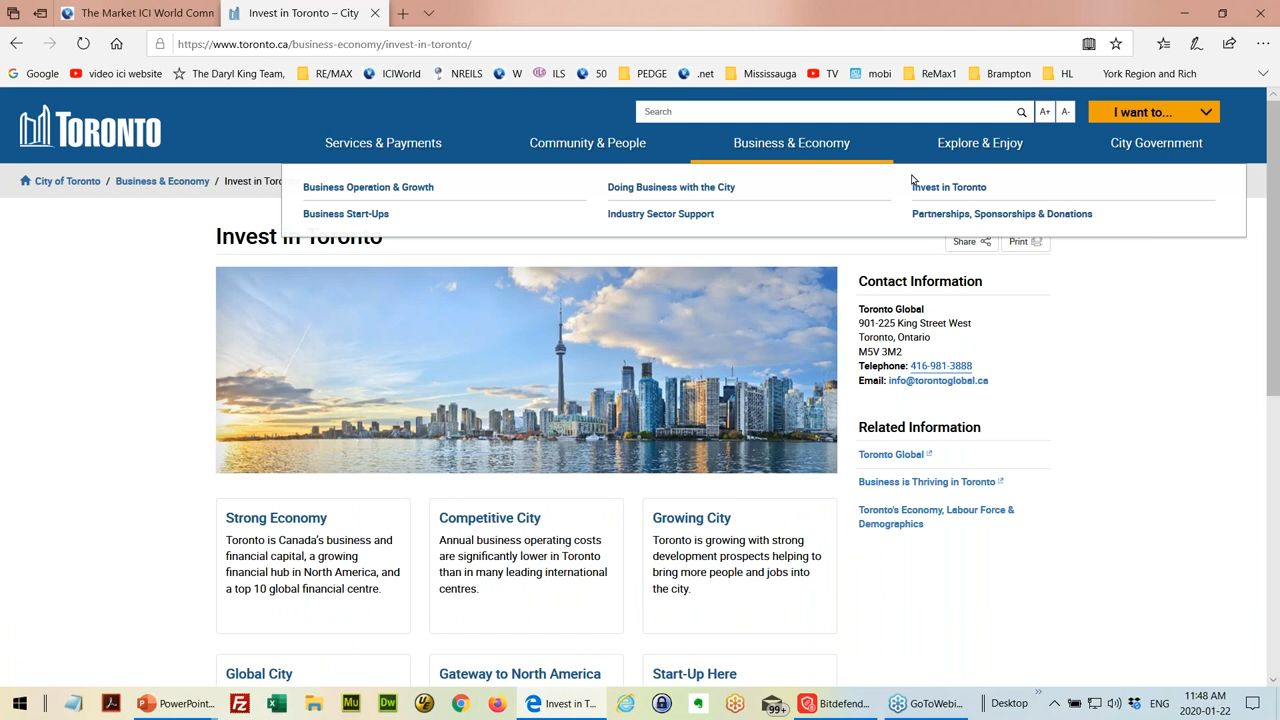 Invest in Toronto – City
https://www.toronto.ca/business-economy/invest-in-toronto/
Google
video ici website
The Daryl King Team,
RE/MAX
ICIWorld
NREILS
W
ILS
50
PEDGE
.net
Mississauga
TV
mobi
ReMax1
Brampton
HL
York Region and Rich
TORONTO
Search
A+
A-
I want to...
Services & Payments
Community & People
Business & Economy
Explore & Enjoy
City Government
City of Toronto / Business & Economy / Invest in Toro
Business Operation & Growth
Doing Business with the City
Invest in Toronto
Business Start-Ups
Industry Sector Support
Partnerships, Sponsorships & Donations
Invest in Toronto
Share
Print
Contact Information
Toronto Global
901-225 King Street West
Toronto, Ontario
M5V 3M2
Telephone: 416-981-3888
Email: info@torontoglobal.ca
Related Information
Toronto Global
Business is Thriving in Toronto
Toronto's Economy, Labour Force &
Demographics
Strong Economy
Toronto is Canada's business and
financial capital, a growing
financial hub in North America, and
a top 10 global financial centre.
Competitive City
Annual business operating costs
are significantly lower in Toronto
than in many leading international
centres.
Growing City
Toronto is growing with strong
development prospects helping to
bring more people and jobs into
the city.
Global City
Gateway to North America
Start-Up Here
PowerPoint...
Mu
Dw
Invest in T...
99+
Bitdefend...
GoToWebi...
Desktop
ENG
11:48 AM
2020-01-22